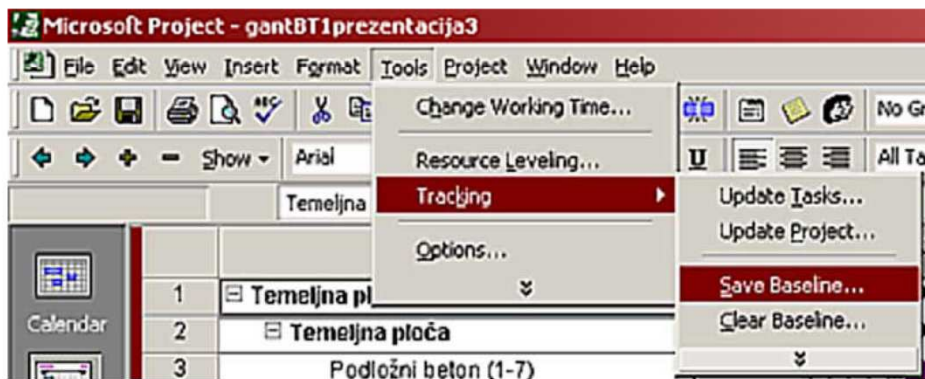 Microsoft Project - gantBT1prezentacija3
File Edit View Insert Format Tools Project Window Help
No Gr
Show Arial U All Ta
Change Working Time...
Resource Leveling...
Tracking
Options...
Update Tasks...
Update Project...
Save Baseline...
Clear Baseline...
Temeljna
Calendar
1 Temeljna pl
2 Temeljna ploča
3 Podložni beton (1-7)